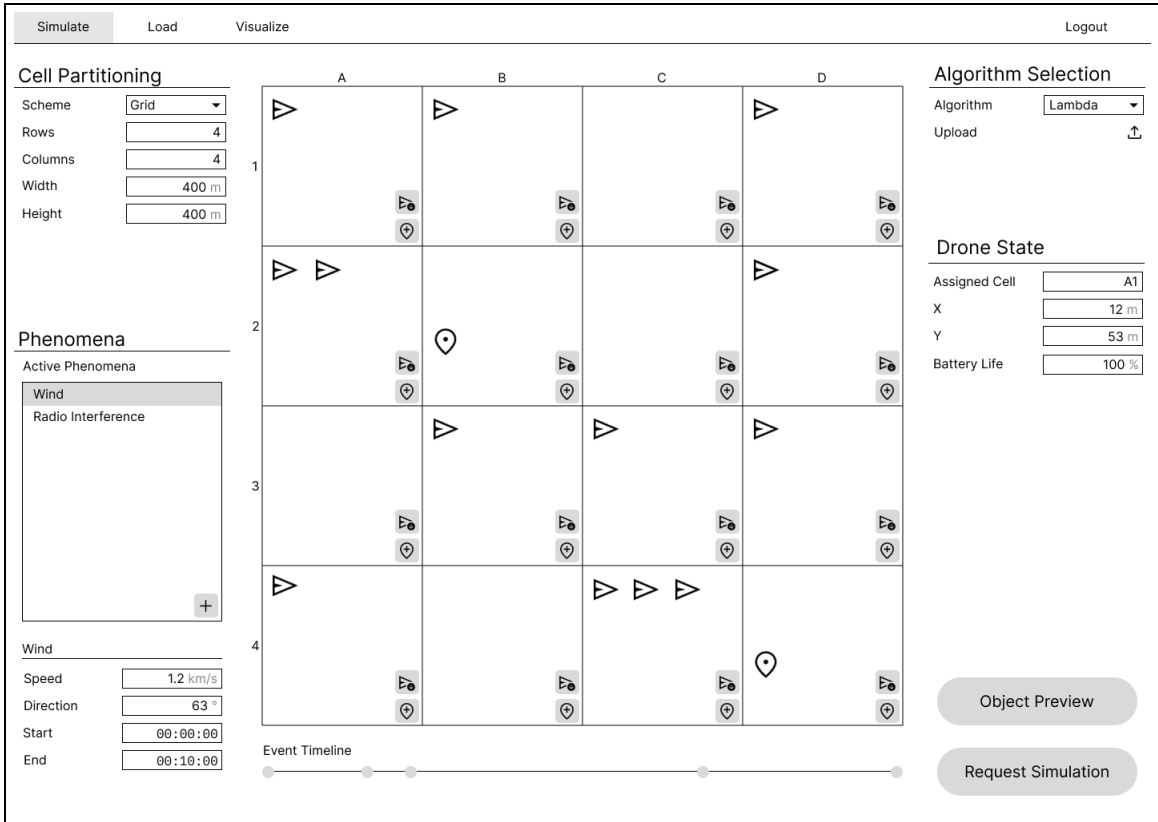 Simulate
Load
Visualize
Logout
Cell Partitioning
Scheme
Grid
Rows
4
Columns
4
Width
400 m
Height
400 m
Phenomena
Active Phenomena
Wind
Radio Interference
Wind
Speed
1.2 km/s
Direction
63 °
Start
00:00:00
End
00:10:00
A
B
C
D
1
2
3
4
Event Timeline
Algorithm Selection
Algorithm
Lambda
Upload
Drone State
Assigned Cell
A1
X
12 m
Y
53 m
Battery Life
100 %
Object Preview
Request Simulation